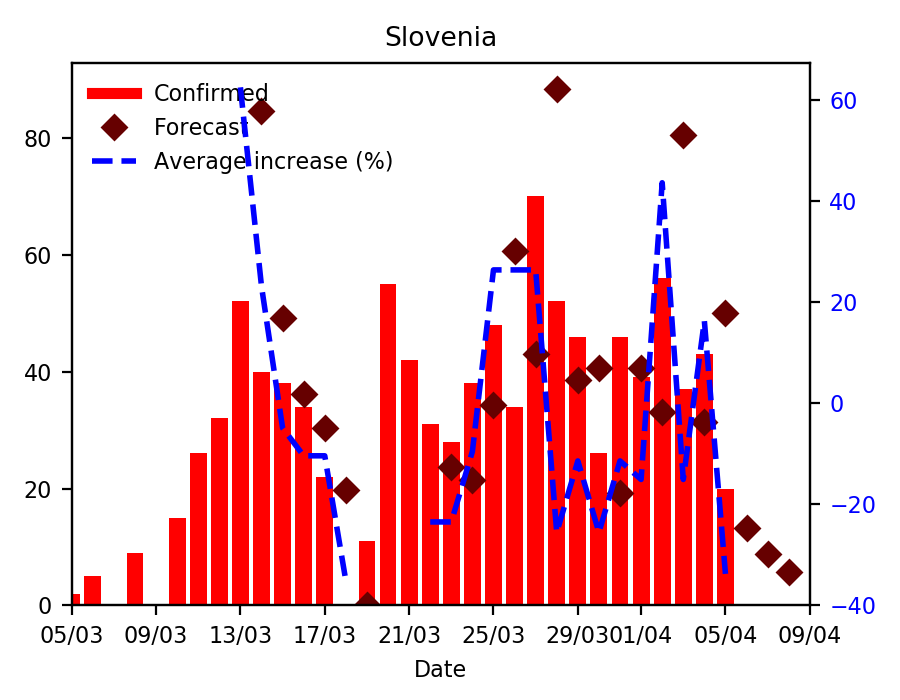 Slovenia
Confirmed
Forecast
Average increase (%)
80
60
40
20
0
60
40
20
0
−20
−40
05/03 09/03 13/03 17/03 21/03 25/03 29/03 01/04 05/04 09/04
Date